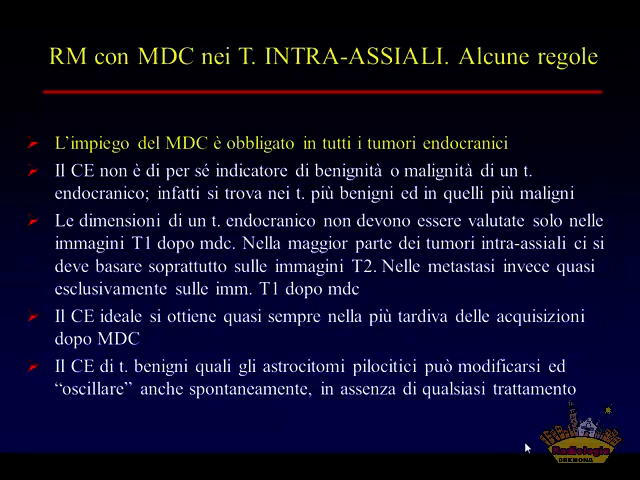 RM con MDC nei T. INTRA-ASSIALI. Alcune regole
L'impiego del MDC è obbligato in tutti i tumori endocranici
Il CE non è di per sé indicatore di benignità o malignità di un t.
endocranico; infatti si trova nei t. più benigni ed in quelli più maligni
Le dimensioni di un t. endocranico non devono essere valutate solo nelle
immagini T1 dopo mdc. Nella maggior parte dei tumori intra-assiali ci si
deve basare soprattutto sulle immagini T2. Nelle metastasi invece quasi
esclusivamente sulle imm. T1 dopo mdc
Il CE ideale si ottiene quasi sempre nella più tardiva delle acquisizioni
dopo MDC
Il CE di t. benigni quali gli astrocitomi pilocitici può modificarsi ed
“oscillare” anche spontaneamente, in assenza di qualsiasi trattamento
Radiologia
CREMONA